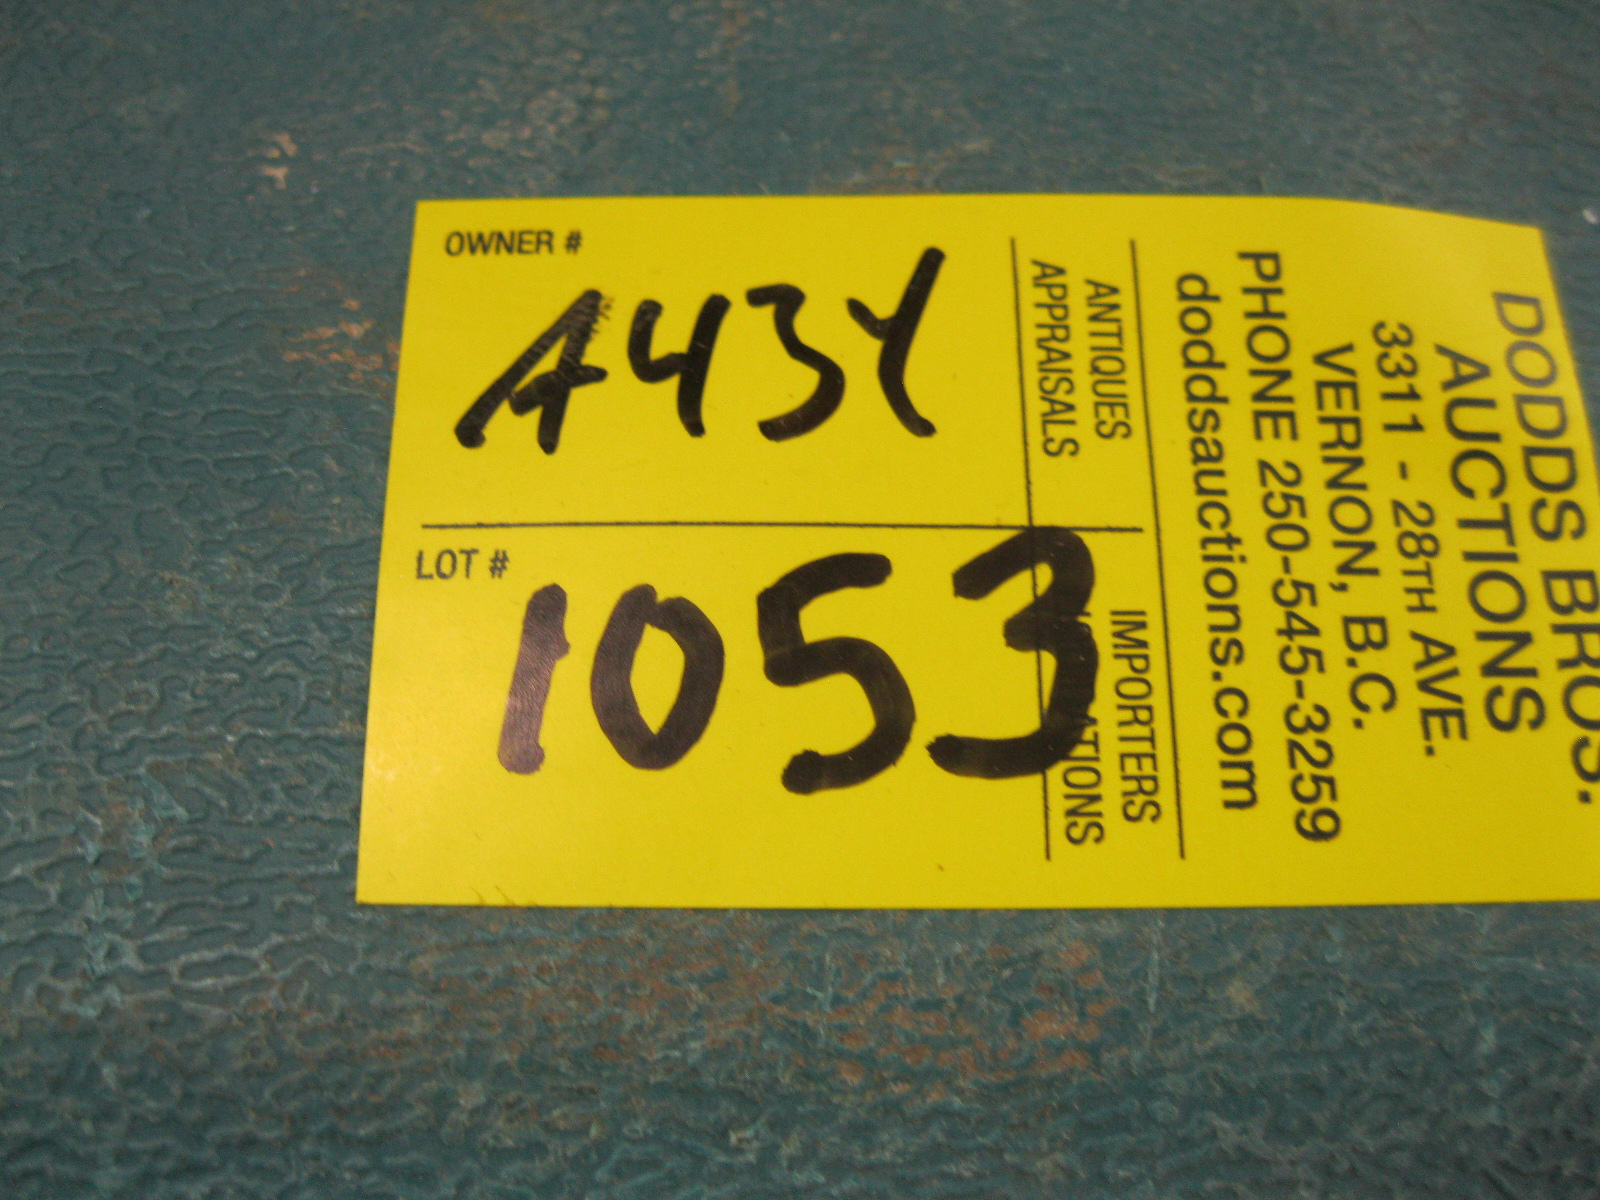 OWNER #
A43Y
LOT #
1053
ANTIQUES
APPRAISALS
IMPORTERS
DODDS BROS.
AUCTIONS
3311 - 28TH AVE.
VERNON, B.C.
PHONE 250-545-3259
doddsauctions.com